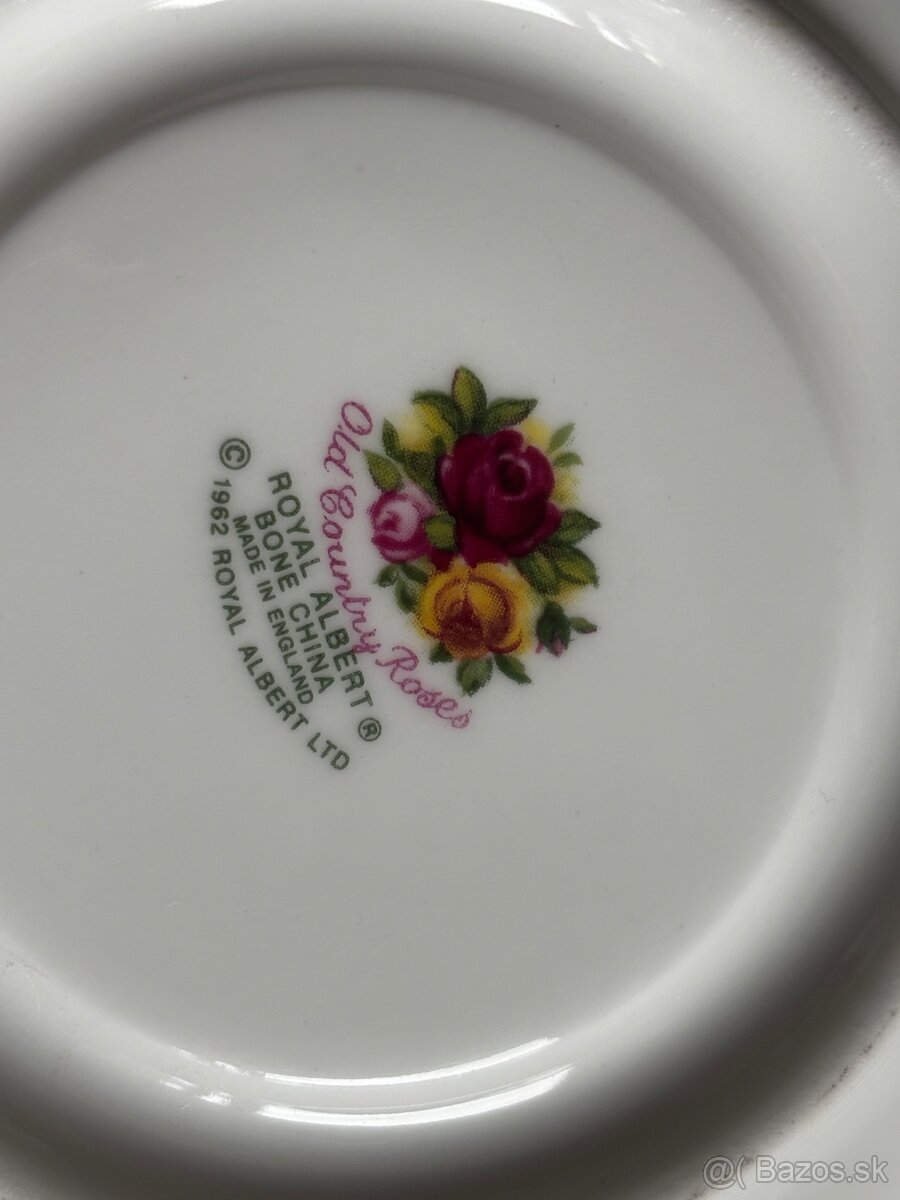 Old Country Roses
ROYAL ALBERT ®
BONE CHINA
MADE IN ENGLAND
© 1962 ROYAL ALBERT LTD
@( Bazos.sk